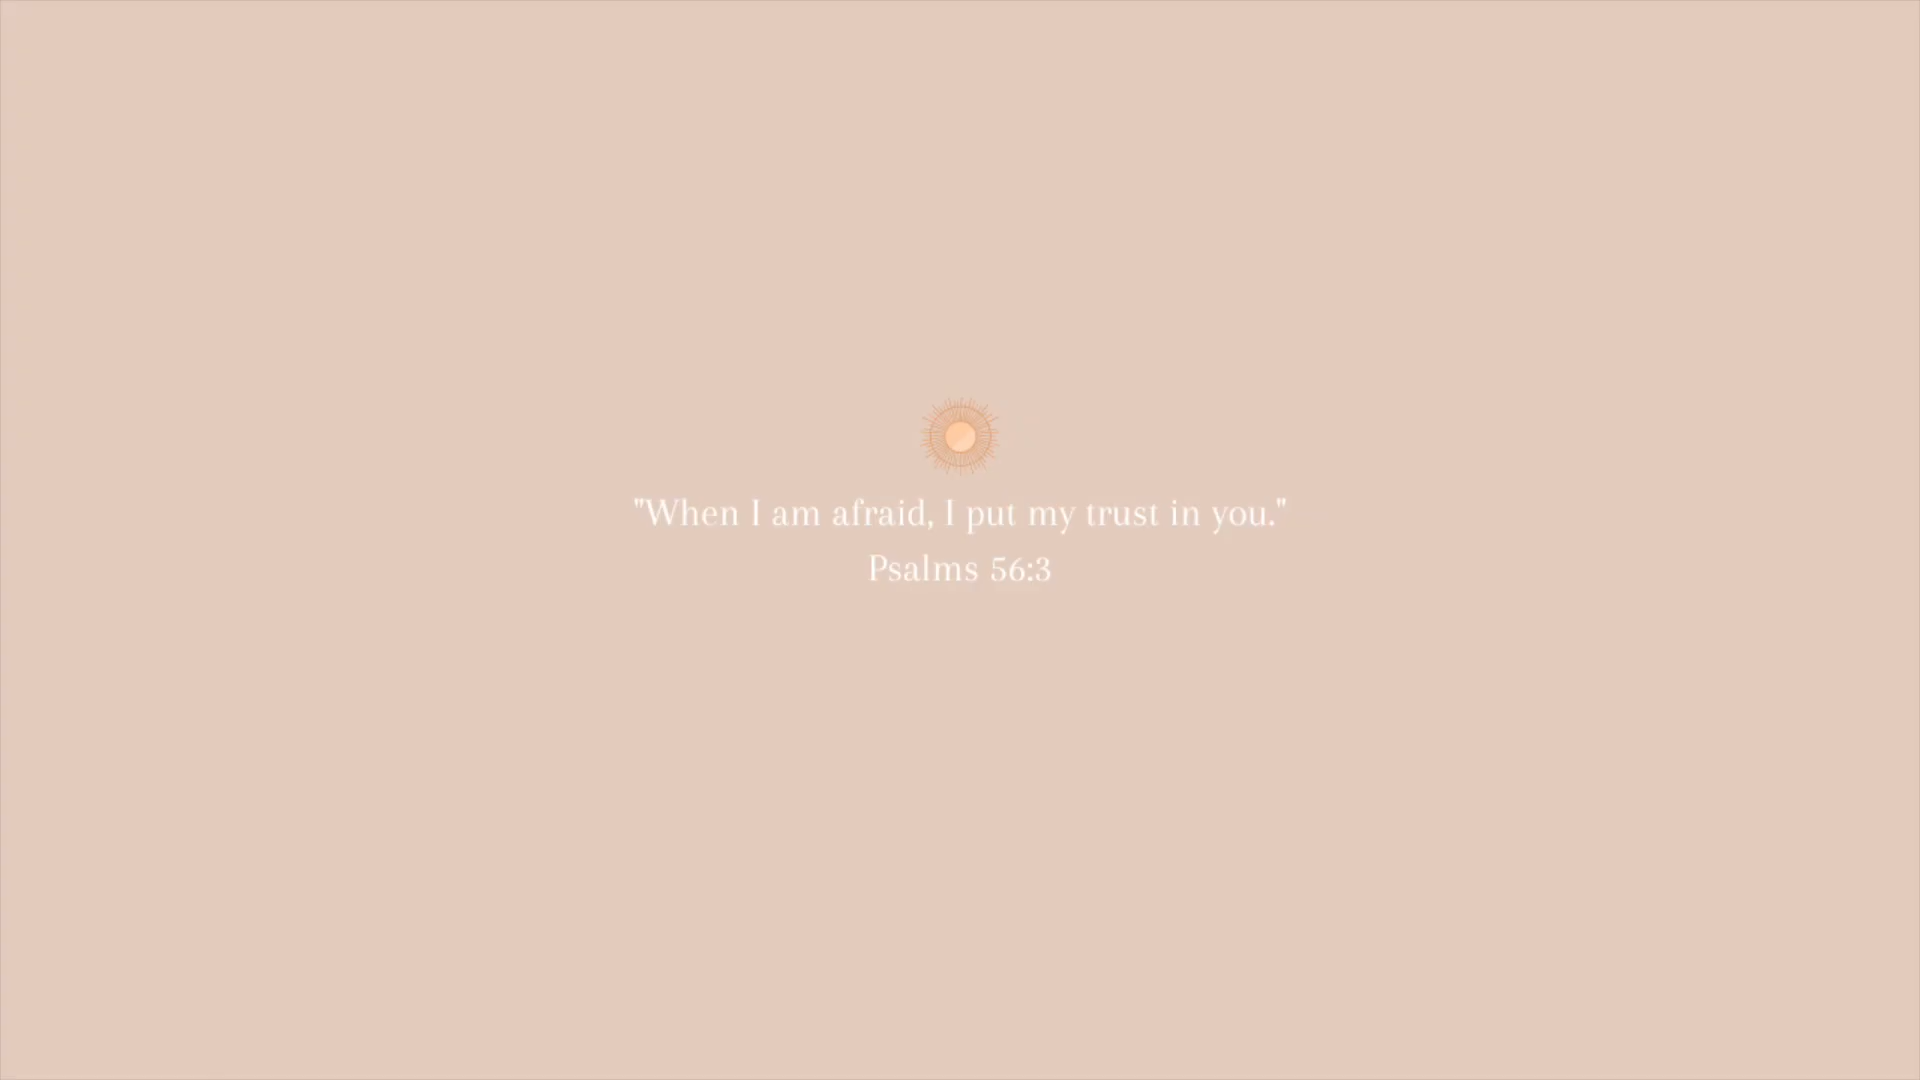 "When I am afraid, I put my trust in you."
Psalms 56:3